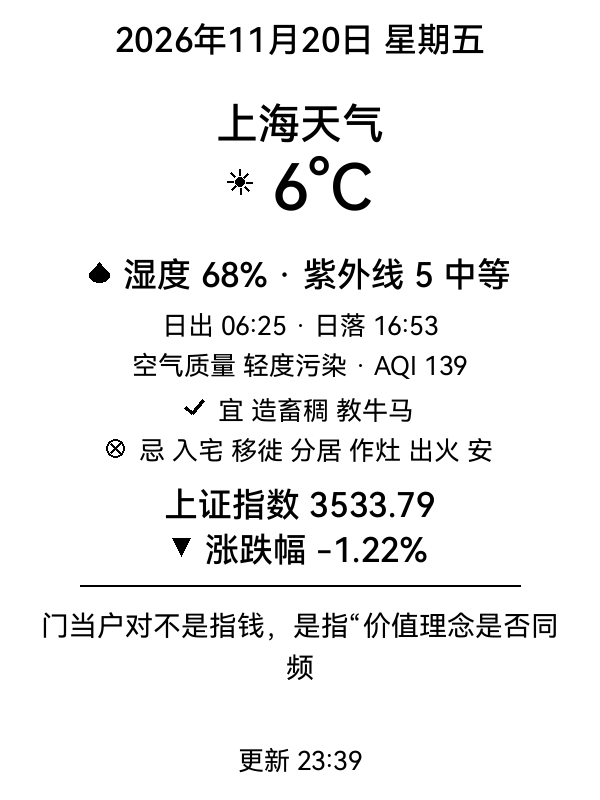 2026年11月20日 星期五
上海天气
6°C
湿度 68% · 紫外线 5 中等
日出 06:25 · 日落 16:53
空气质量 轻度污染 · AQI 139
宜 造畜稠 教牛马
忌 入宅 移徙 分居 作灶 出火 安
上证指数 3533.79
涨跌幅 -1.22%
门当户对不是指钱，是指“价值理念是否同
频
更新 23:39